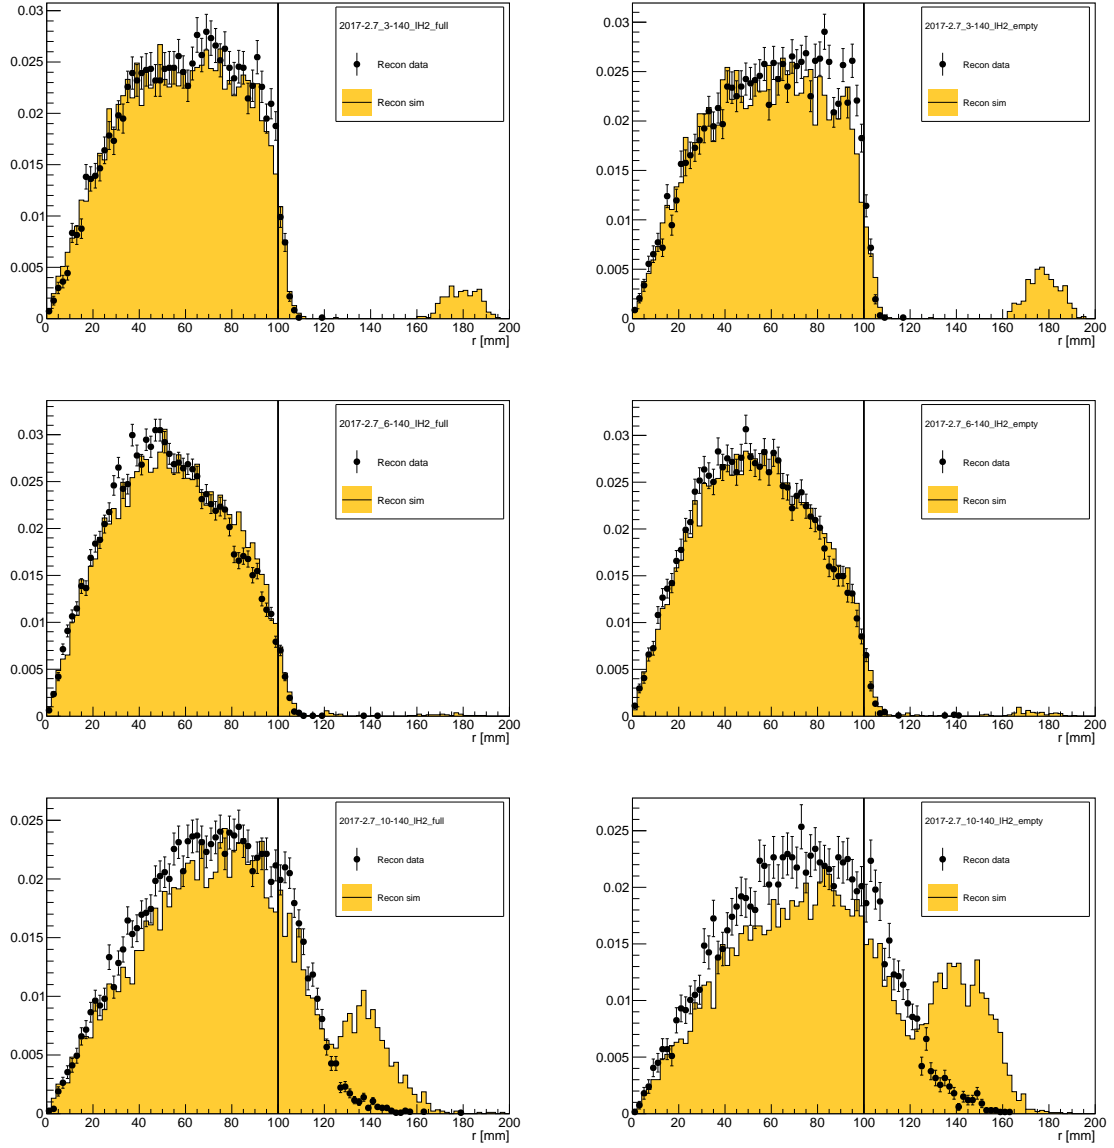 0.03
0.025
0.02
0.015
0.01
0.005
0
0 20 40 60 80 100 120 140 160 180 200
r [mm]
2017-2.7_3-140_lH2_full
Recon data
Recon sim
0.03
0.025
0.02
0.015
0.01
0.005
0
0 20 40 60 80 100 120 140 160 180 200
r [mm]
2017-2.7_3-140_lH2_empty
Recon data
Recon sim
0.03
0.025
0.02
0.015
0.01
0.005
0
0 20 40 60 80 100 120 140 160 180 200
r [mm]
2017-2.7_6-140_lH2_full
Recon data
Recon sim
0.03
0.025
0.02
0.015
0.01
0.005
0
0 20 40 60 80 100 120 140 160 180 200
r [mm]
2017-2.7_6-140_lH2_empty
Recon data
Recon sim
0.025
0.02
0.015
0.01
0.005
0
0 20 40 60 80 100 120 140 160 180 200
r [mm]
2017-2.7_10-140_lH2_full
Recon data
Recon sim
0.025
0.02
0.015
0.01
0.005
0
0 20 40 60 80 100 120 140 160 180 200
r [mm]
2017-2.7_10-140_lH2_empty
Recon data
Recon sim